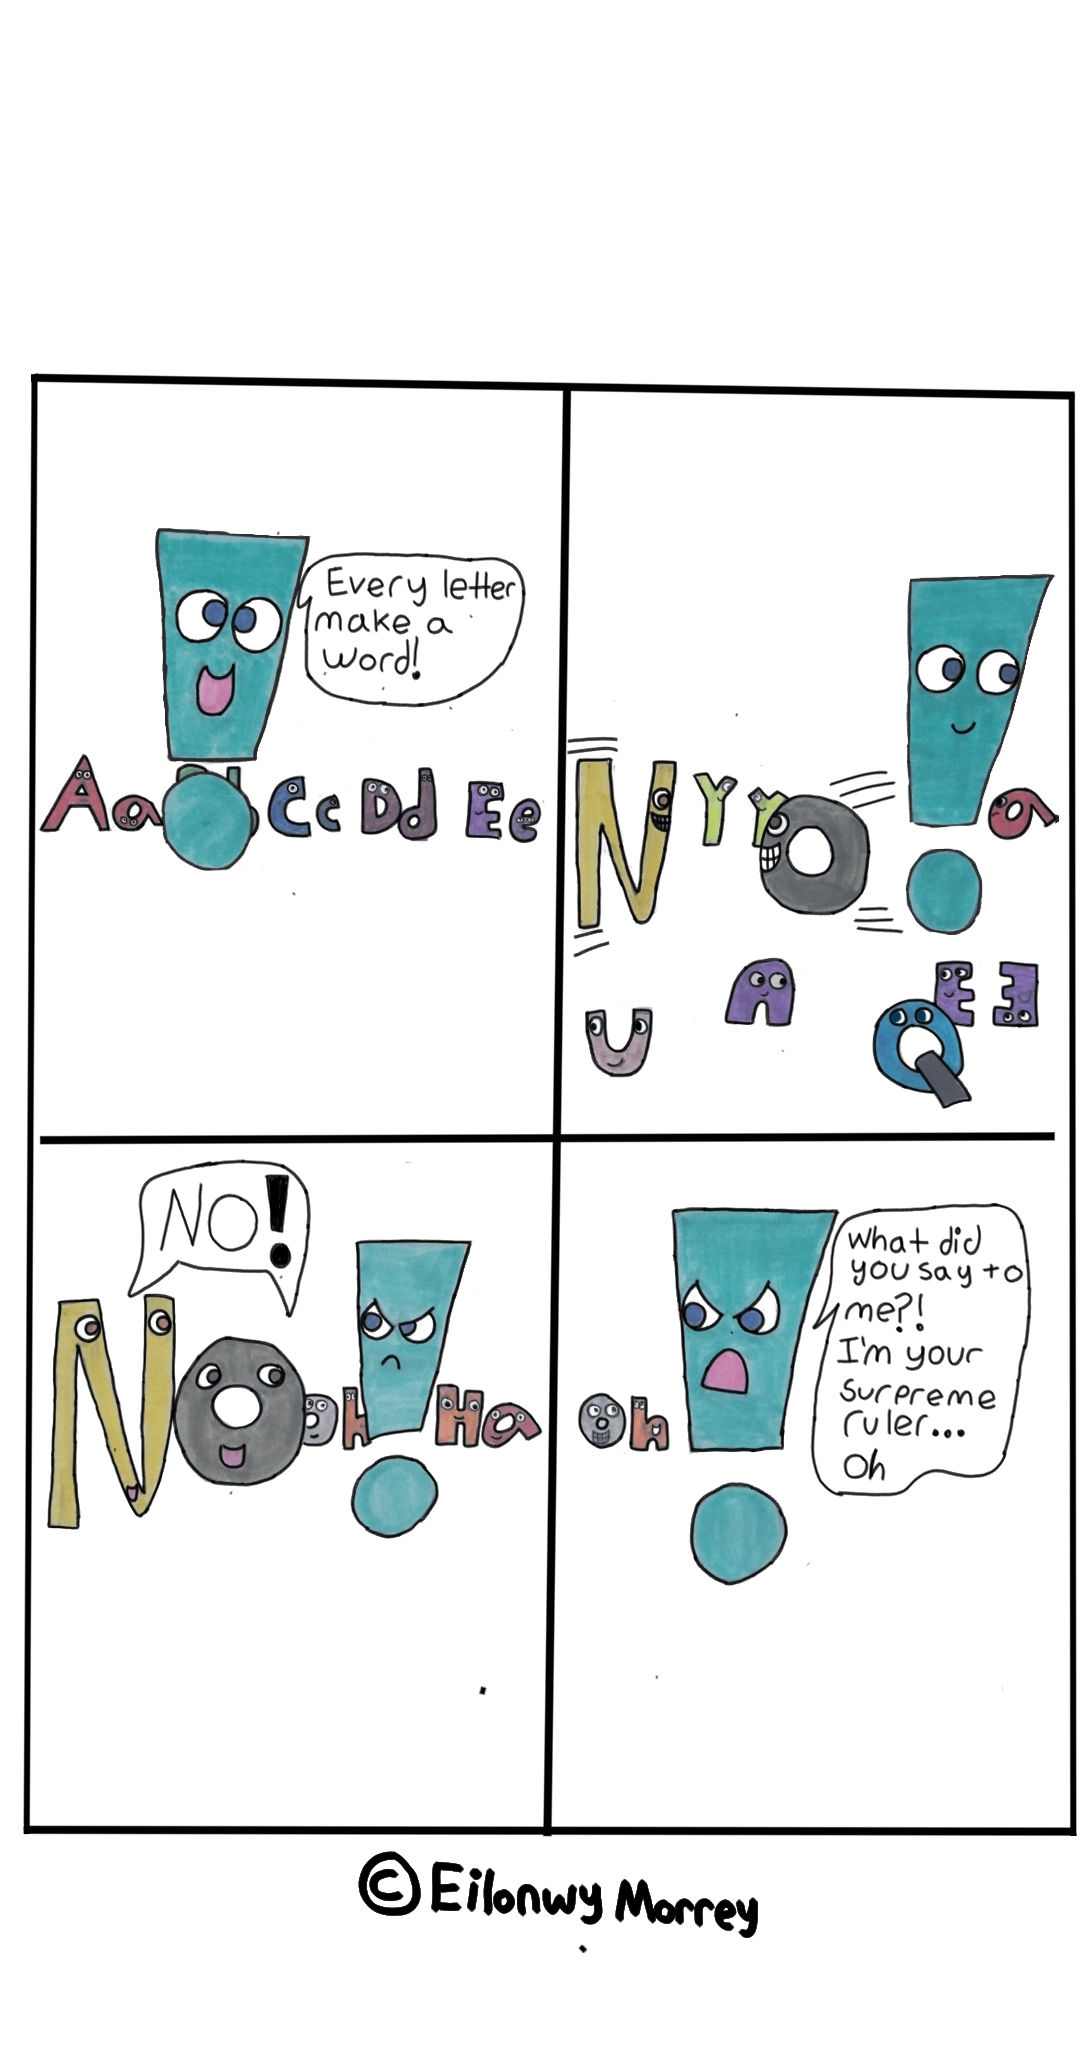 Every letter
make a
word!
Aa b Cc Dd Ee
N Y Y O ! a
U A Q E E
NO!
NO oh! Ha
oh!
What did
you say to
me?!
I'm your
surpreme
ruler...
Oh
© Eilonwy Morrey